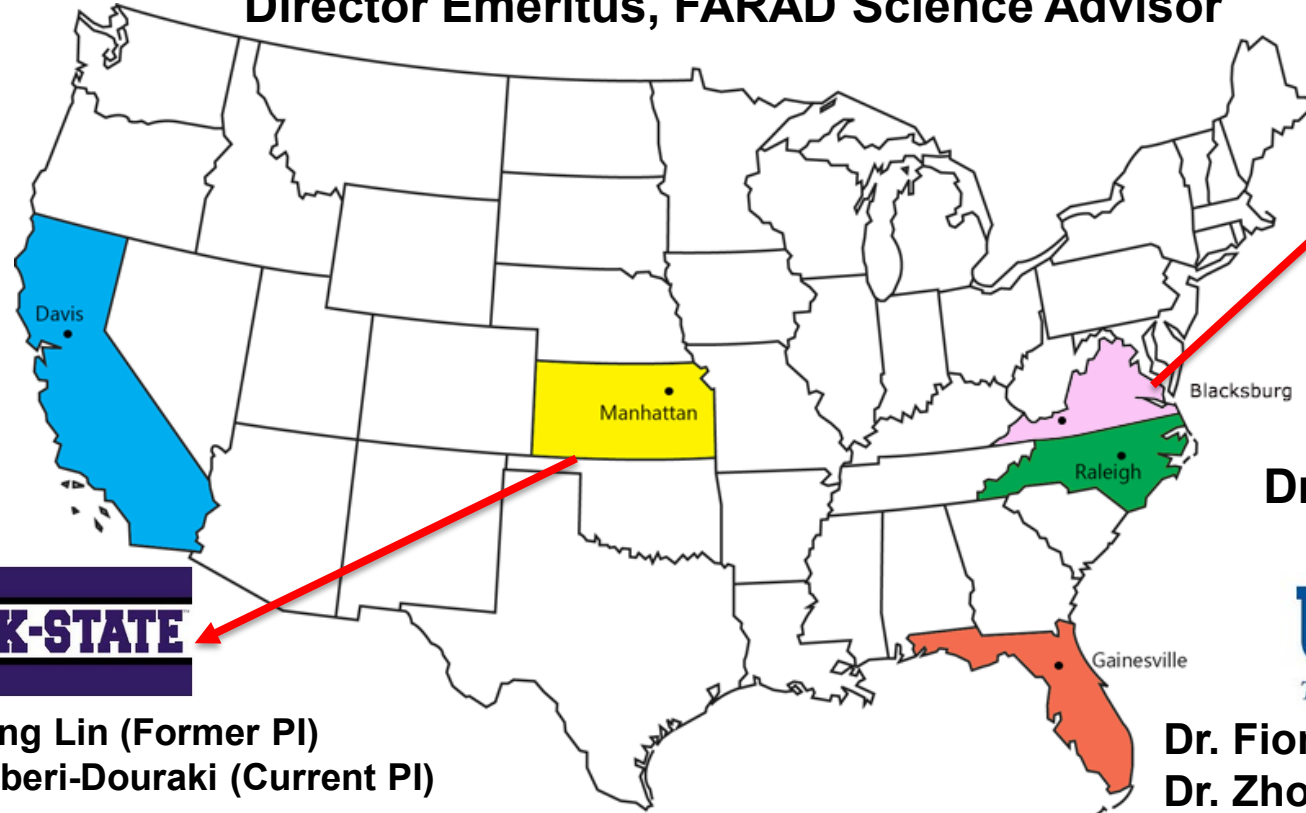 Director Emeritus, FARAD Science Advisor
Davis
Manhattan
Blacksburg
Raleigh
Dr
K-STATE
Gainesville
ng Lin (Former PI)
beri-Douraki (Current PI)
Dr. Fior
Dr. Zho